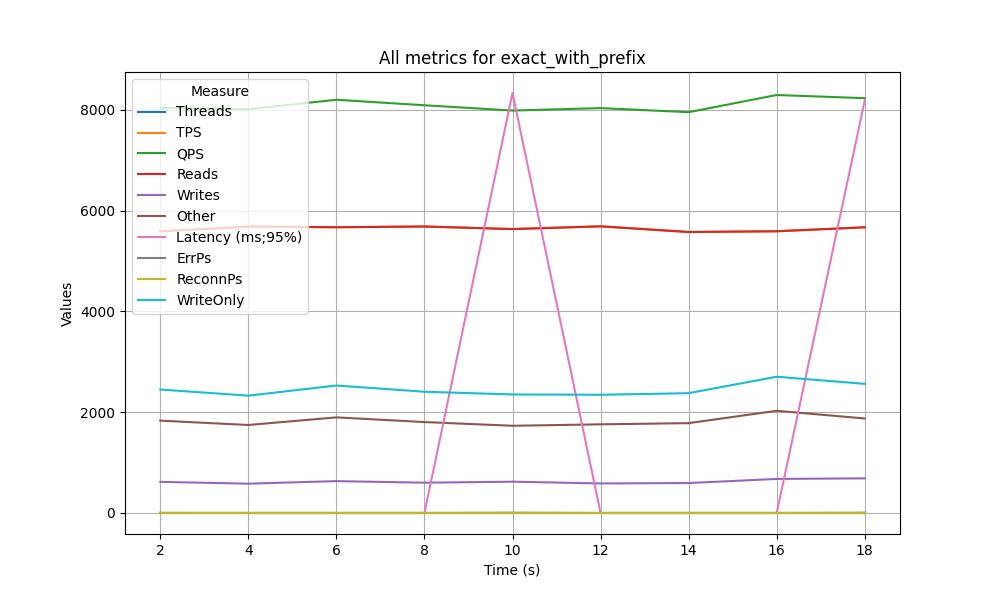 All metrics for exact_with_prefix
Values
8000
6000
4000
2000
0
Measure
Threads
TPS
QPS
Reads
Writes
Other
Latency (ms;95%)
ErrPs
ReconnPs
WriteOnly
2 4 6 8 10 12 14 16 18
Time (s)